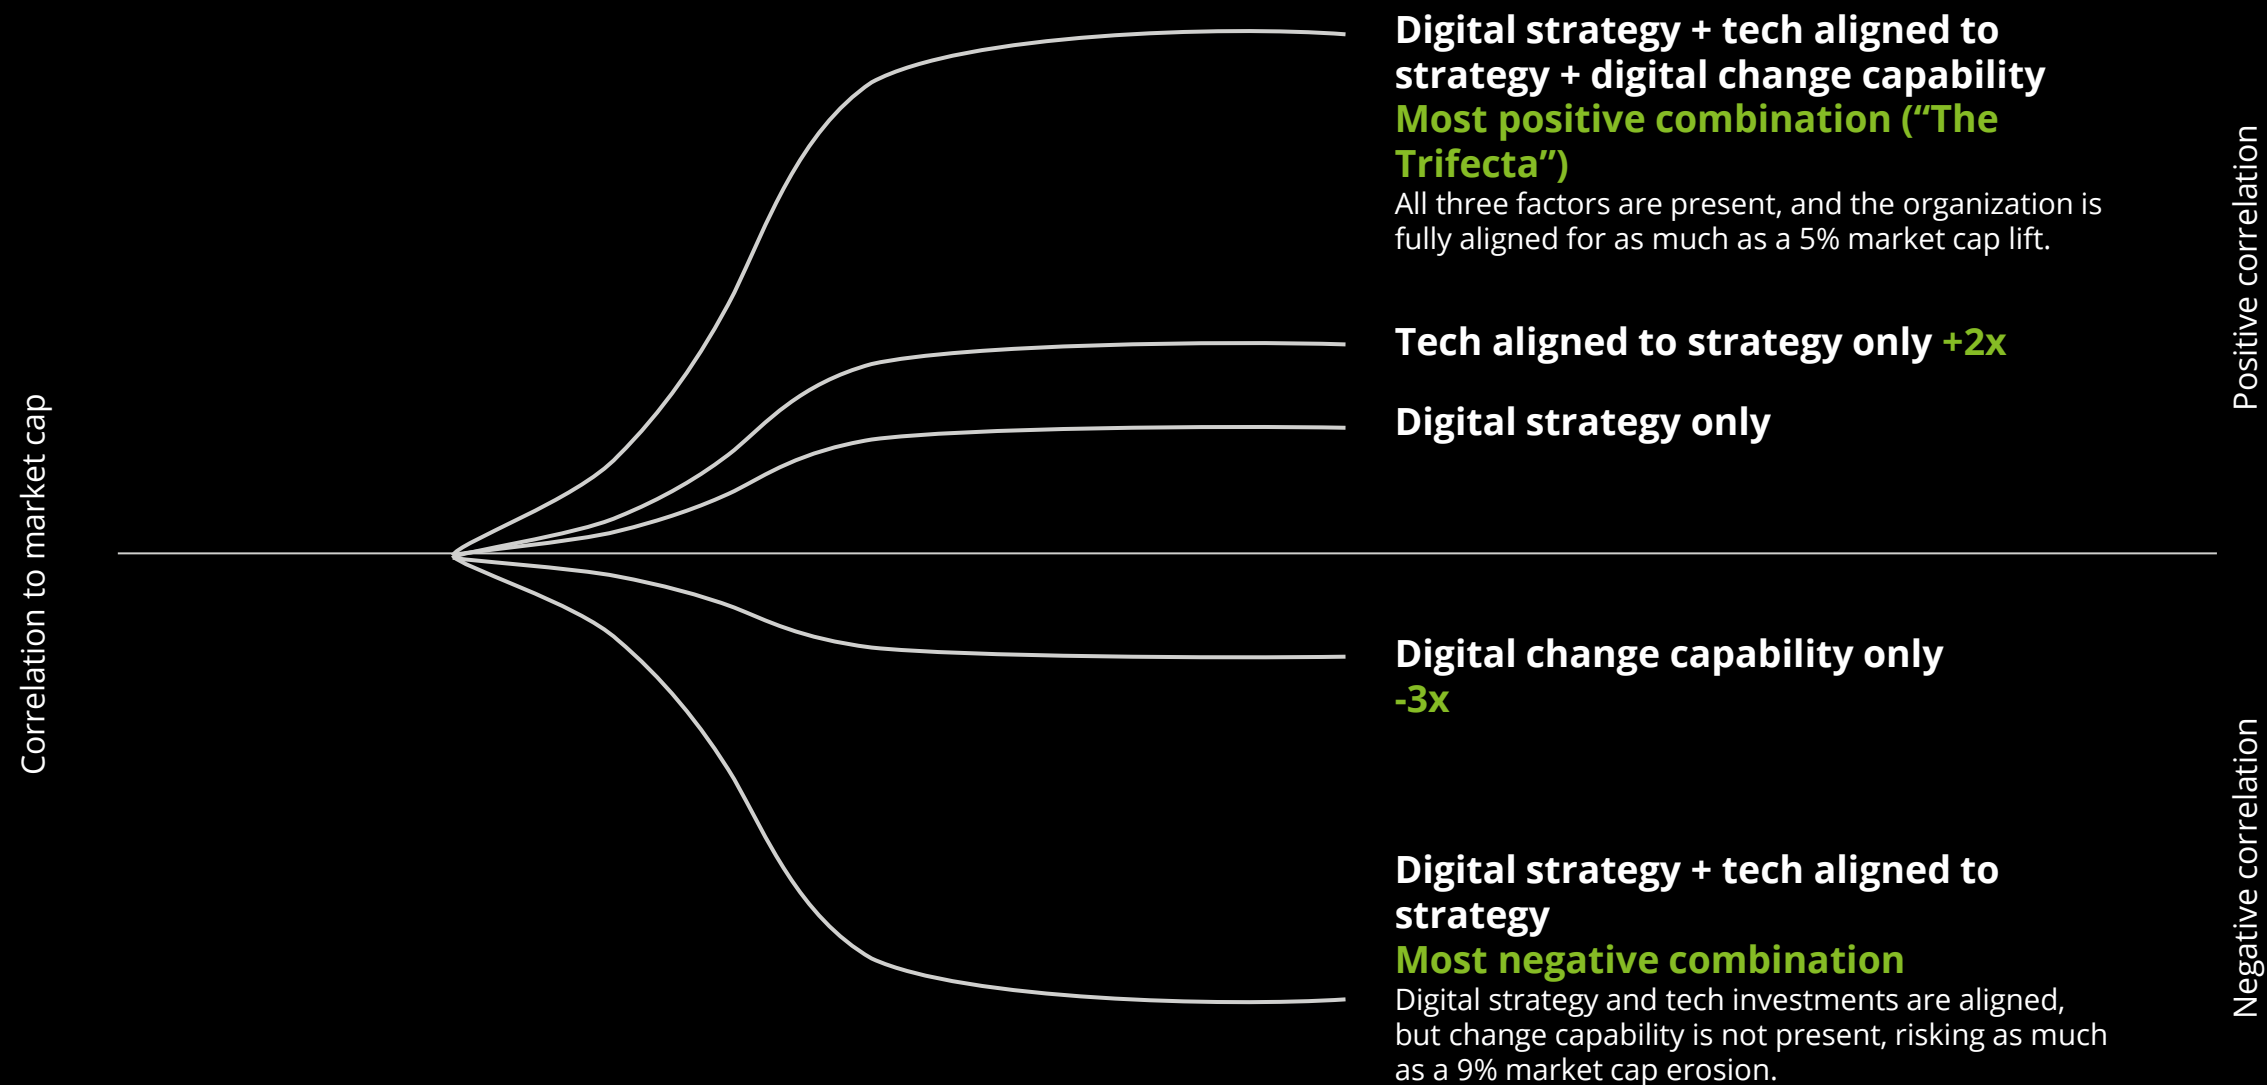 Correlation to market cap
Digital strategy + tech aligned to
strategy + digital change capability
Most positive combination (“The
Trifecta”)
All three factors are present, and the organization is
fully aligned for as much as a 5% market cap lift.
Tech aligned to strategy only +2x
Digital strategy only
Positive correlation
Digital change capability only
-3x
Digital strategy + tech aligned to
strategy
Most negative combination
Digital strategy and tech investments are aligned,
but change capability is not present, risking as much
as a 9% market cap erosion.
Negative correlation